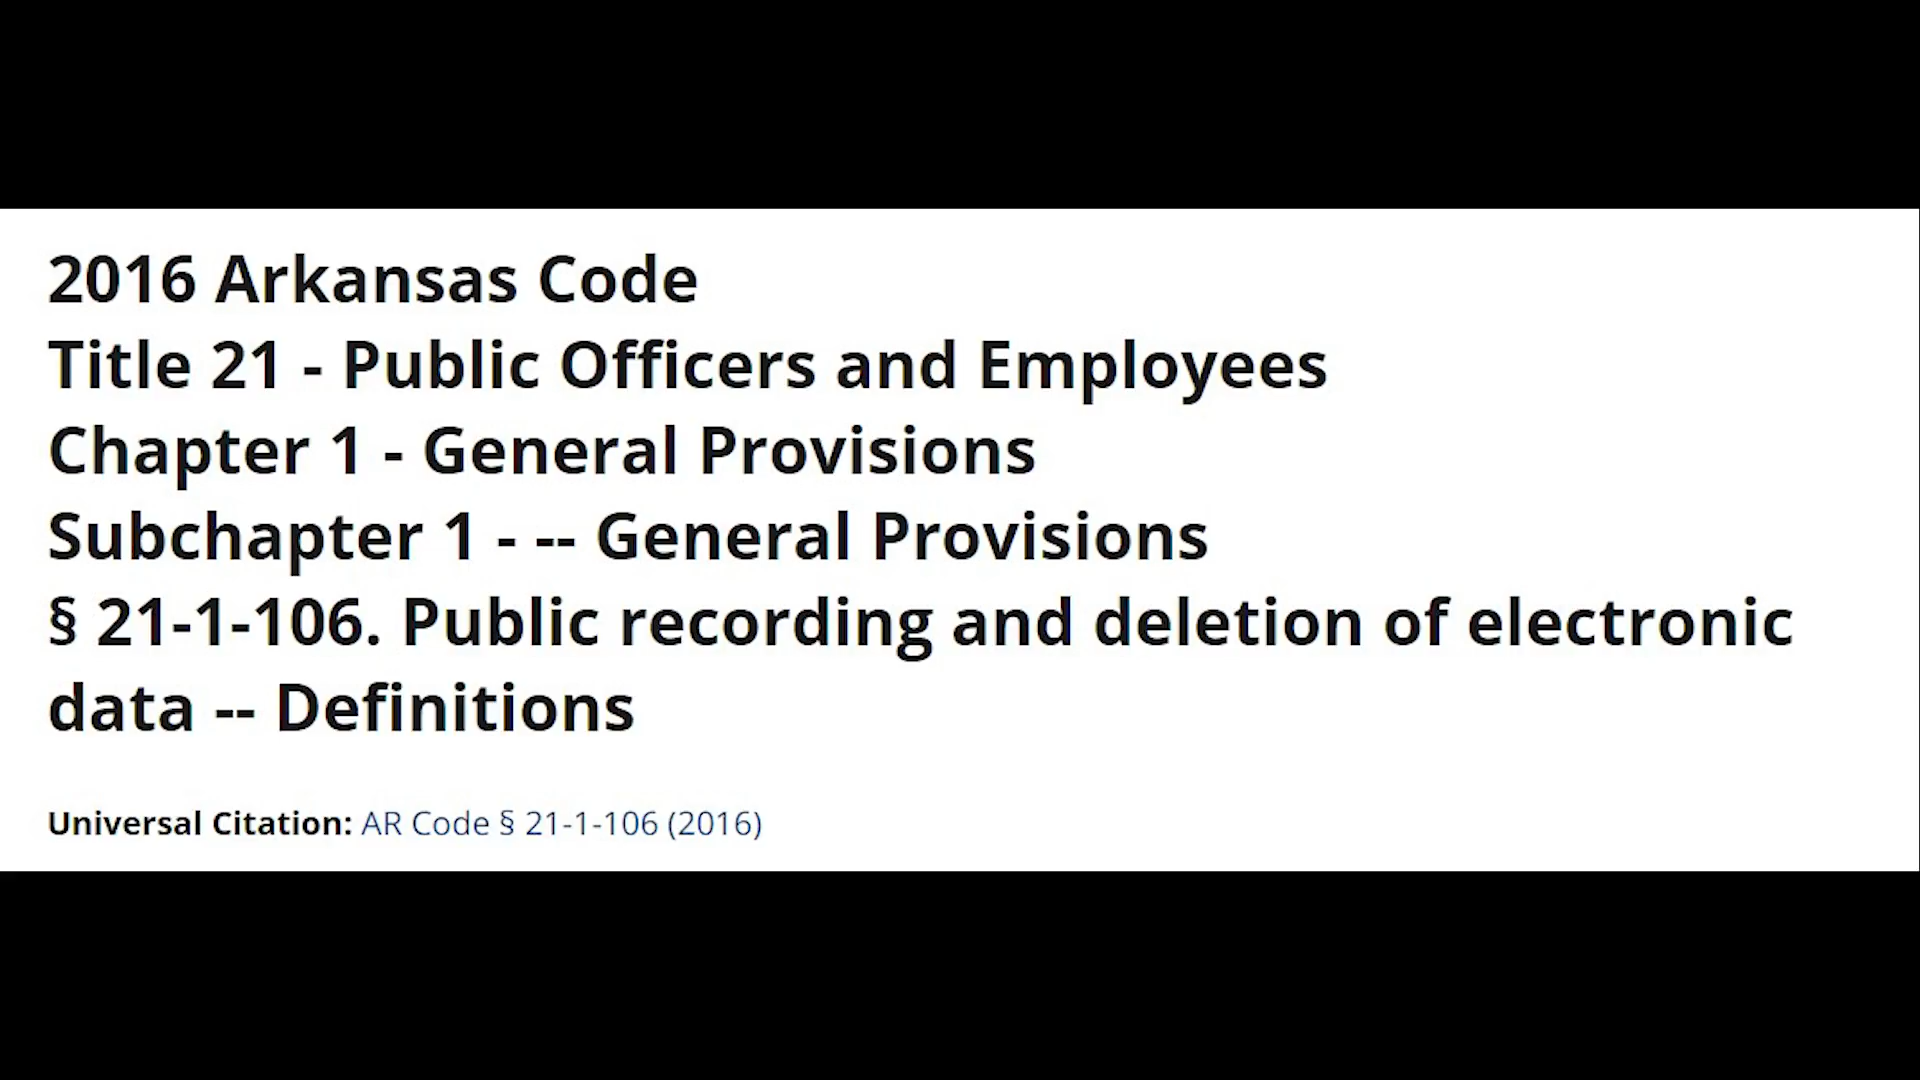 2016 Arkansas Code
Title 21 - Public Officers and Employees
Chapter 1 - General Provisions
Subchapter 1 - -- General Provisions
§ 21-1-106. Public recording and deletion of electronic
data -- Definitions
Universal Citation: AR Code § 21-1-106 (2016)